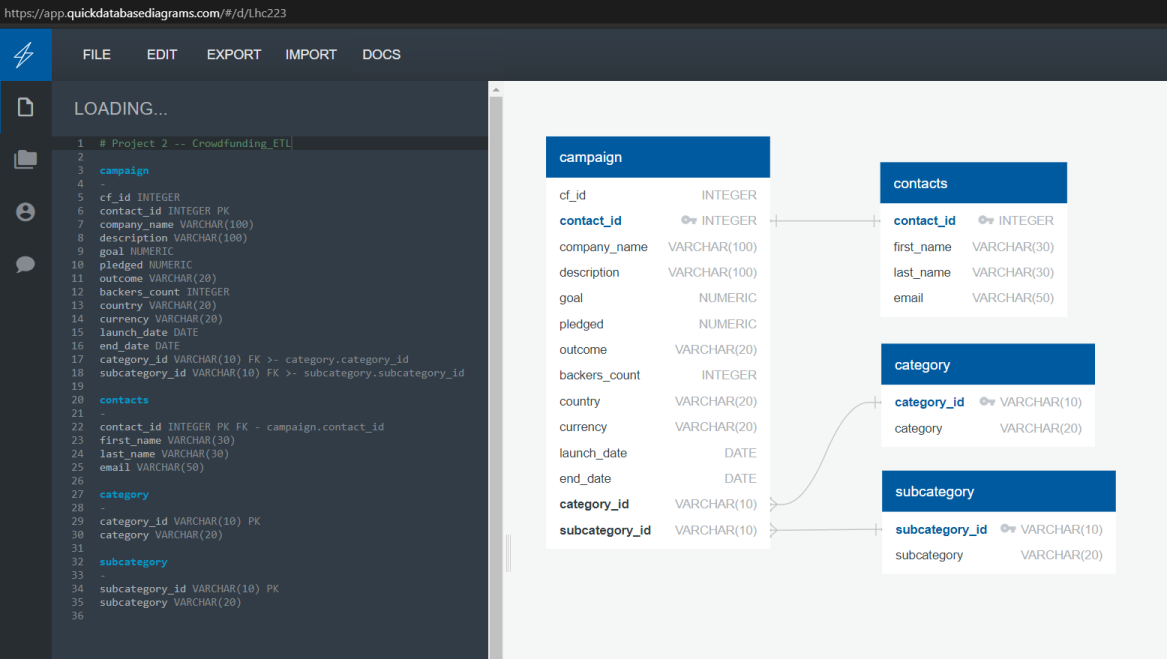 https://app.quickdatabasediagrams.com/#/d/Lhc223
FILE EDIT EXPORT IMPORT DOCS
LOADING...
1 # Project 2 -- Crowdfunding_ETL
2
3 campaign
4 -
5 cf_id INTEGER
6 contact_id INTEGER PK
7 company_name VARCHAR(100)
8 description VARCHAR(100)
9 goal NUMERIC
10 pledged NUMERIC
11 outcome VARCHAR(20)
12 backers_count INTEGER
13 country VARCHAR(20)
14 currency VARCHAR(20)
15 launch_date DATE
16 end_date DATE
17 category_id VARCHAR(10) FK >- category.category_id
18 subcategory_id VARCHAR(10) FK >- subcategory.subcategory_id
19
20 contacts
21 -
22 contact_id INTEGER PK FK - campaign.contact_id
23 first_name VARCHAR(30)
24 last_name VARCHAR(30)
25 email VARCHAR(50)
26
27 category
28 -
29 category_id VARCHAR(10) PK
30 category VARCHAR(20)
31
32 subcategory
33 -
34 subcategory_id VARCHAR(10) PK
35 subcategory VARCHAR(20)
36
campaign
cf_id INTEGER
contact_id INTEGER
company_name VARCHAR(100)
description VARCHAR(100)
goal NUMERIC
pledged NUMERIC
outcome VARCHAR(20)
backers_count INTEGER
country VARCHAR(20)
currency VARCHAR(20)
launch_date DATE
end_date DATE
category_id VARCHAR(10)
subcategory_id VARCHAR(10)
contacts
contact_id INTEGER
first_name VARCHAR(30)
last_name VARCHAR(30)
email VARCHAR(50)
category
category_id VARCHAR(10)
category VARCHAR(20)
subcategory
subcategory_id VARCHAR(10)
subcategory VARCHAR(20)